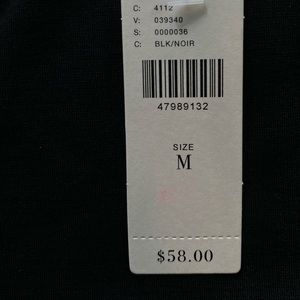 C: 4112
V: 039340
S: 0000036
C: BLK/NOIR
47989132
SIZE
M
$58.00